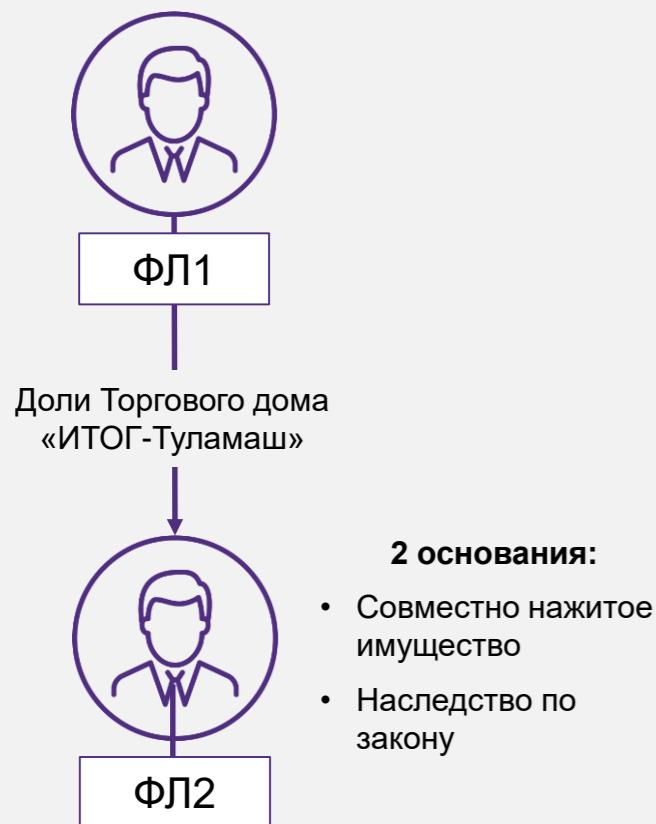 ФЛ1
Доли Торгового дома
«ИТОГ-Туламаш»
2 основания:
• Совместно нажитое
имущество
• Наследство по
закону
ФЛ2